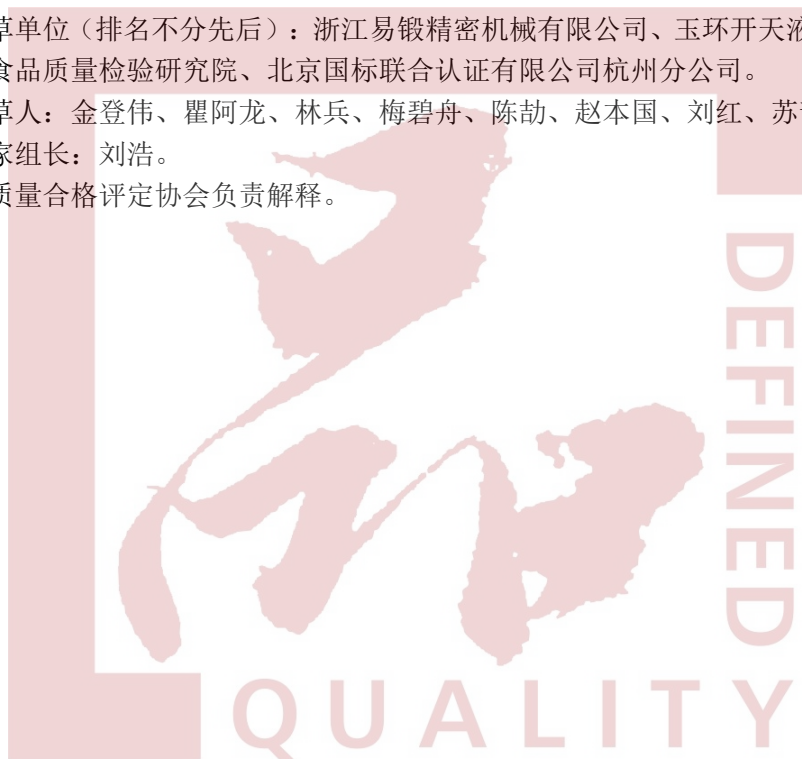 草单位（排名不分先后）：浙江易锻精密机械有限公司、玉环开天液
食品质量检验研究院、北京国标联合认证有限公司杭州分公司。
草人：金登伟、瞿阿龙、林兵、梅碧舟、陈劼、赵本国、刘红、苏
家组长：刘浩。
质量合格评定协会负责解释。
品
DEFINED
QUALITY